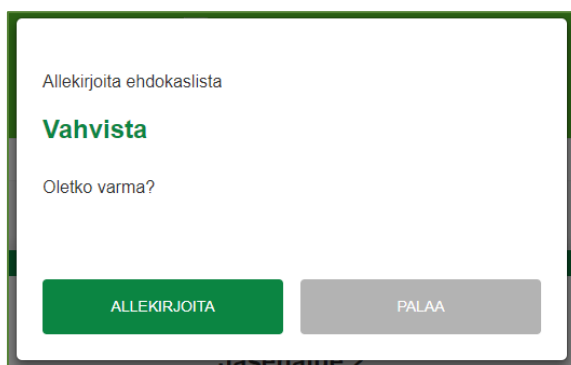 Allekirjoita ehdokaslista
Vahvista
Oletko varma?
ALLEKIRJOITA
PALAA